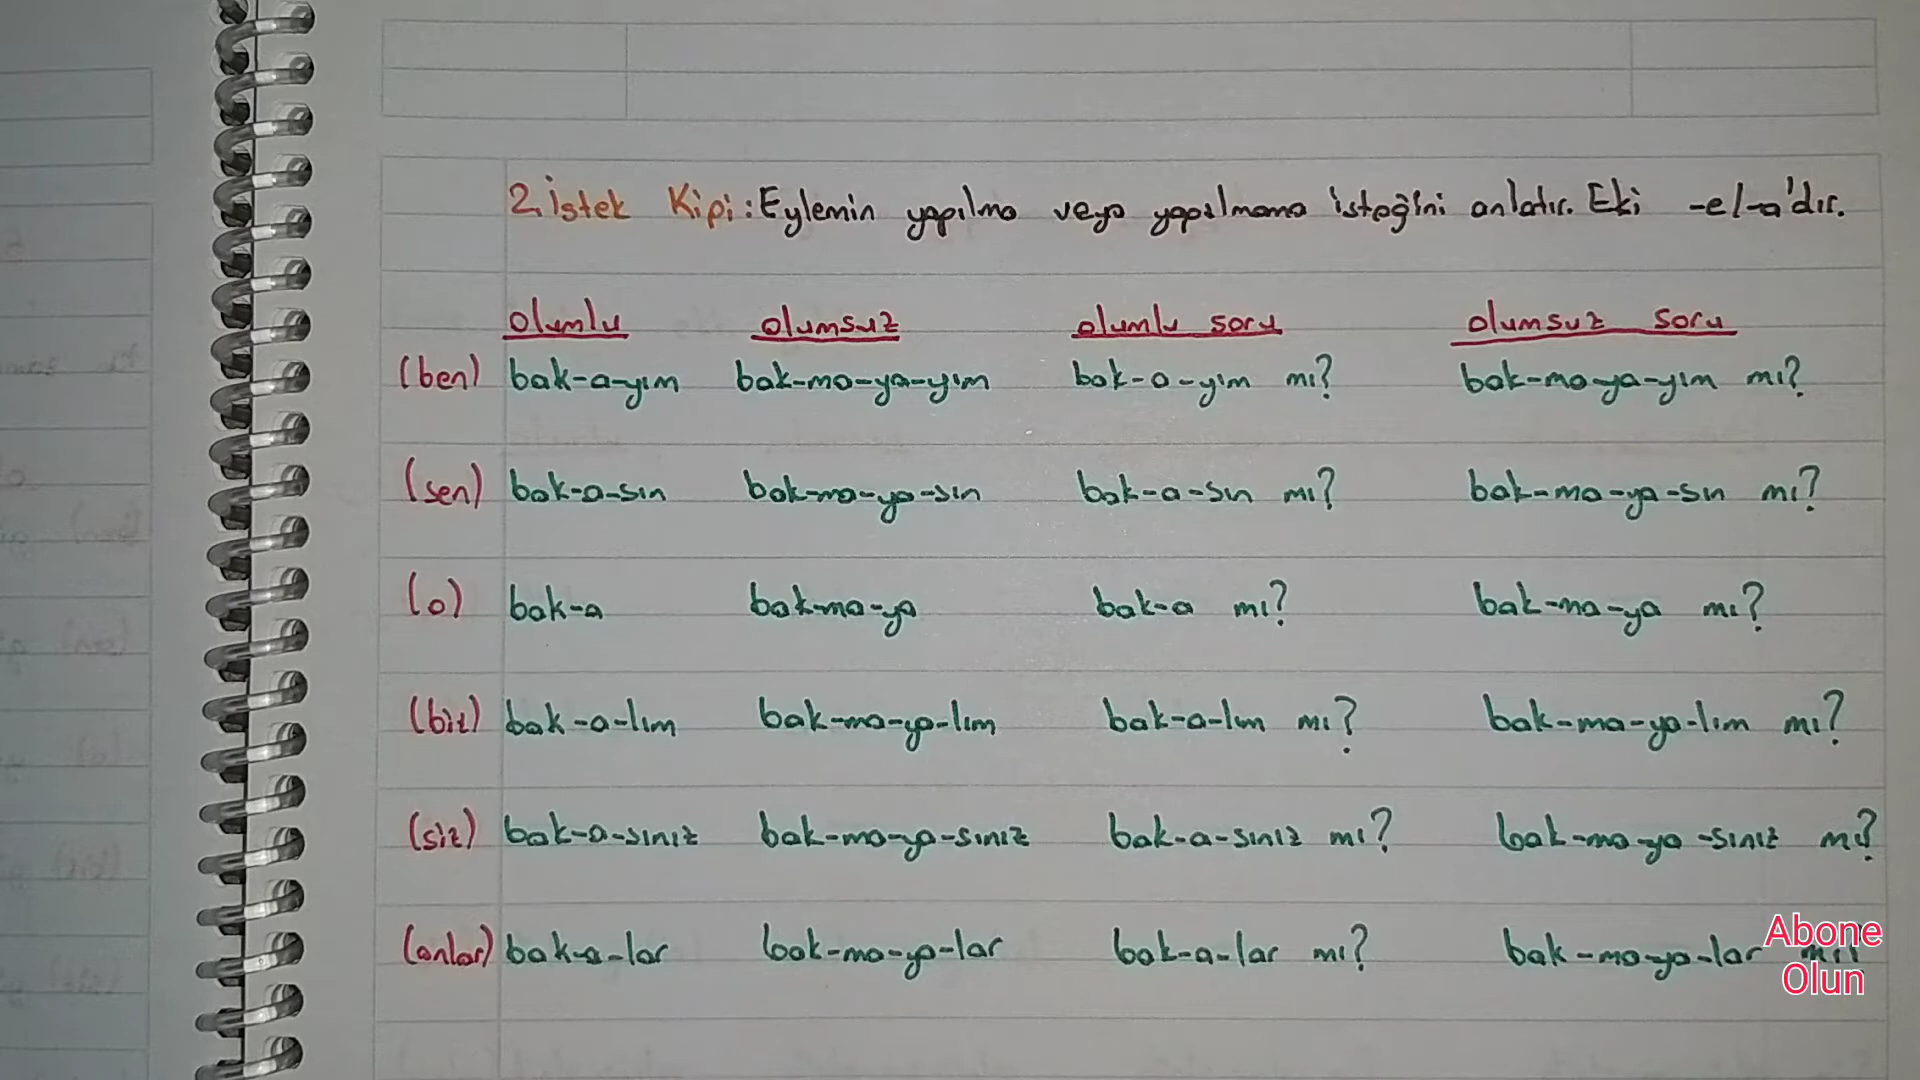 2. İstek Kipi: Eylemin yapılma veya yapılmama isteğini anlatır. Eki -e/-a'dır.
olumlu olumsuz olumlu soru olumsuz soru
(ben) bak-a-yım bak-ma-ya-yım bak-a-yım mı? bak-ma-ya-yım mı?
(sen) bak-a-sın bak-ma-ya-sın bak-a-sın mı? bak-ma-ya-sın mı?
(o) bak-a bak-ma-ya bak-a mı? bak-ma-ya mı?
(biz) bak-a-lım bak-ma-ya-lım bak-a-lım mı? bak-ma-ya-lım mı?
(siz) bak-a-sınız bak-ma-ya-sınız bak-a-sınız mı? bak-ma-ya-sınız mı?
(onlar) bak-a-lar bak-ma-ya-lar bak-a-lar mı? bak-ma-ya-lar mı?
Abone
Olun